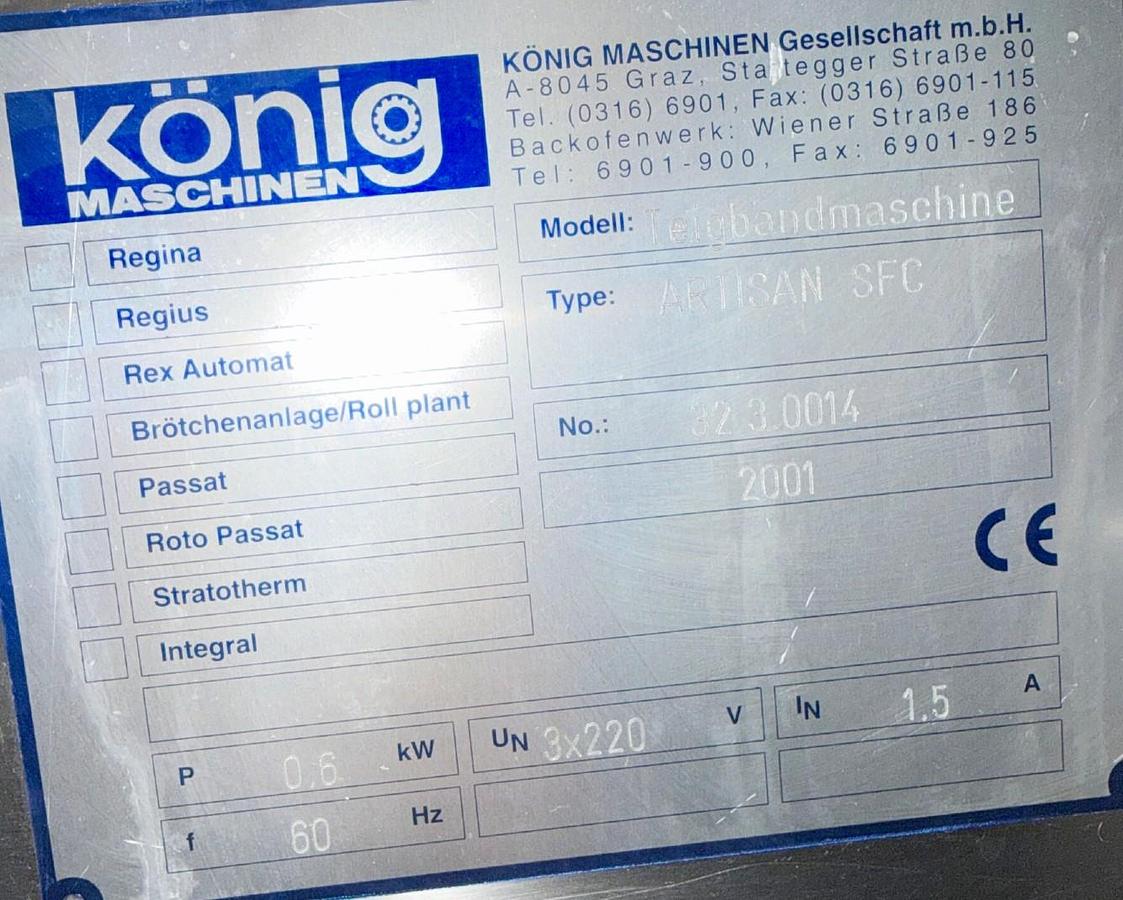 könig
MASCHINEN
KÖNIG MASCHINEN Gesellschaft m.b.H.
A-8045 Graz, Stattegger Straße 80
Tel. (0316) 6901, Fax: (0316) 6901-115
Backofenwerk: Wiener Straße 186
Tel: 6901-900, Fax: 6901-925
Regina
Regius
Rex Automat
Brötchenanlage/Roll plant
Passat
Roto Passat
Stratotherm
Integral
Modell: Teigbandmaschine
Type: ARTISAN SFC
No.: 32.3.0014
2001
CE
P 0.6 kW
UN 3x220 V
IN 1.5 A
f 60 Hz